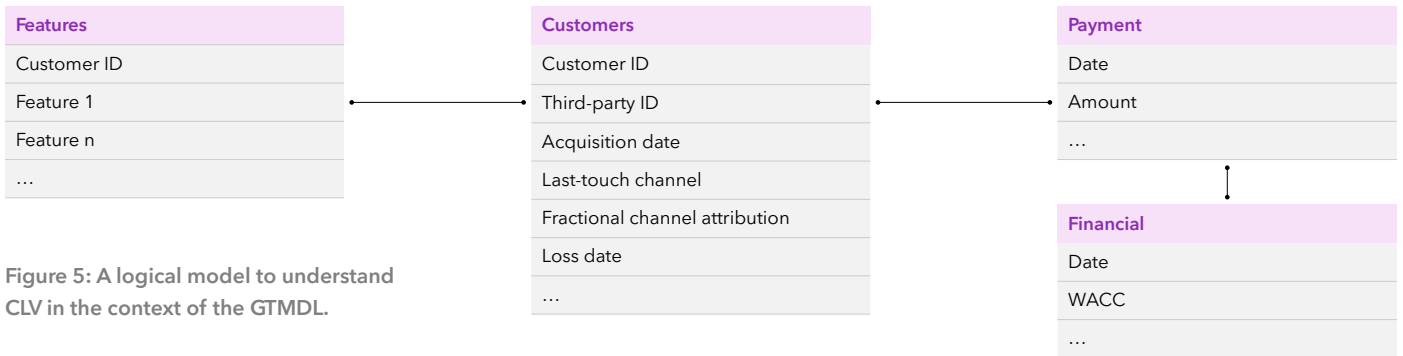 Features
Customer ID
Feature 1
Feature n
…
Customers
Customer ID
Third-party ID
Acquisition date
Last-touch channel
Fractional channel attribution
Loss date
…
Payment
Date
Amount
…
Financial
Date
WACC
…
Figure 5: A logical model to understand
CLV in the context of the GTMDL.